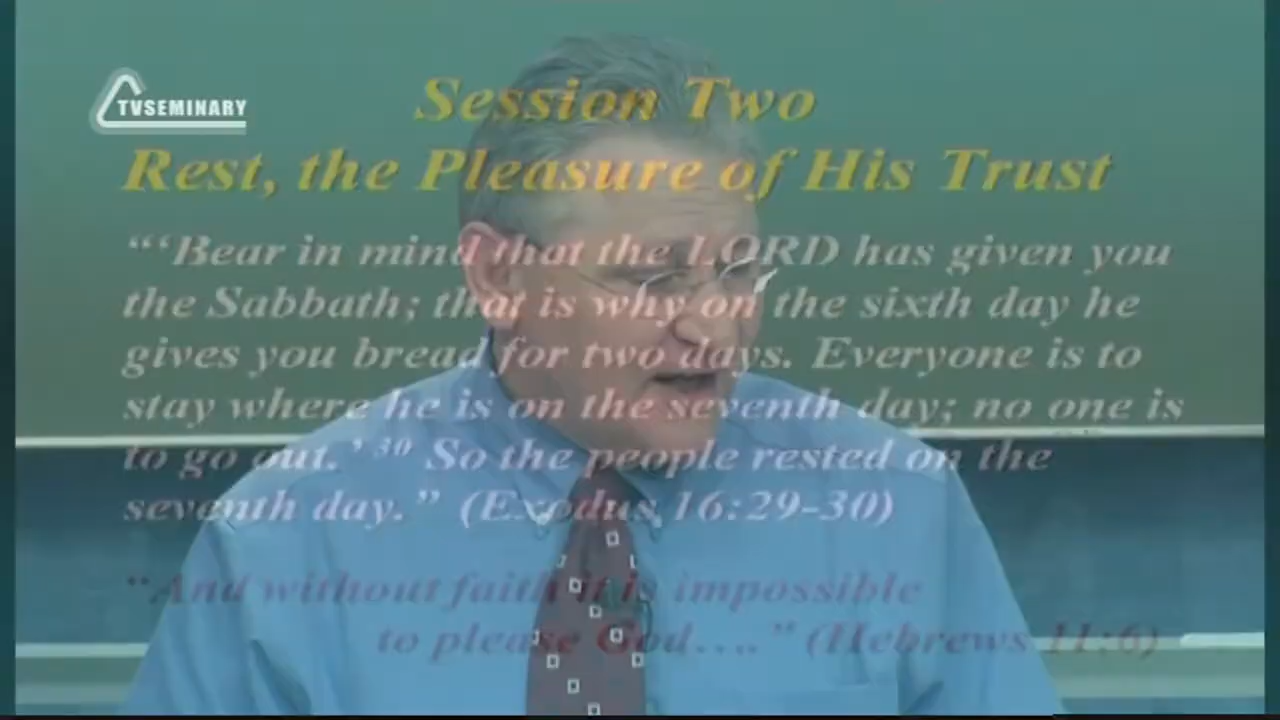 TVSEMINARY
Session Two
Rest, the Pleasure of His Trust
“‘Bear in mind that the LORD has given you
the Sabbath; that is why on the sixth day he
gives you bread for two days. Everyone is to
stay where he is on the seventh day; no one is
to go out.’ 30 So the people rested on the
seventh day.” (Exodus 16:29-30)
“And without faith it is impossible
to please God….” (Hebrews 11:6)